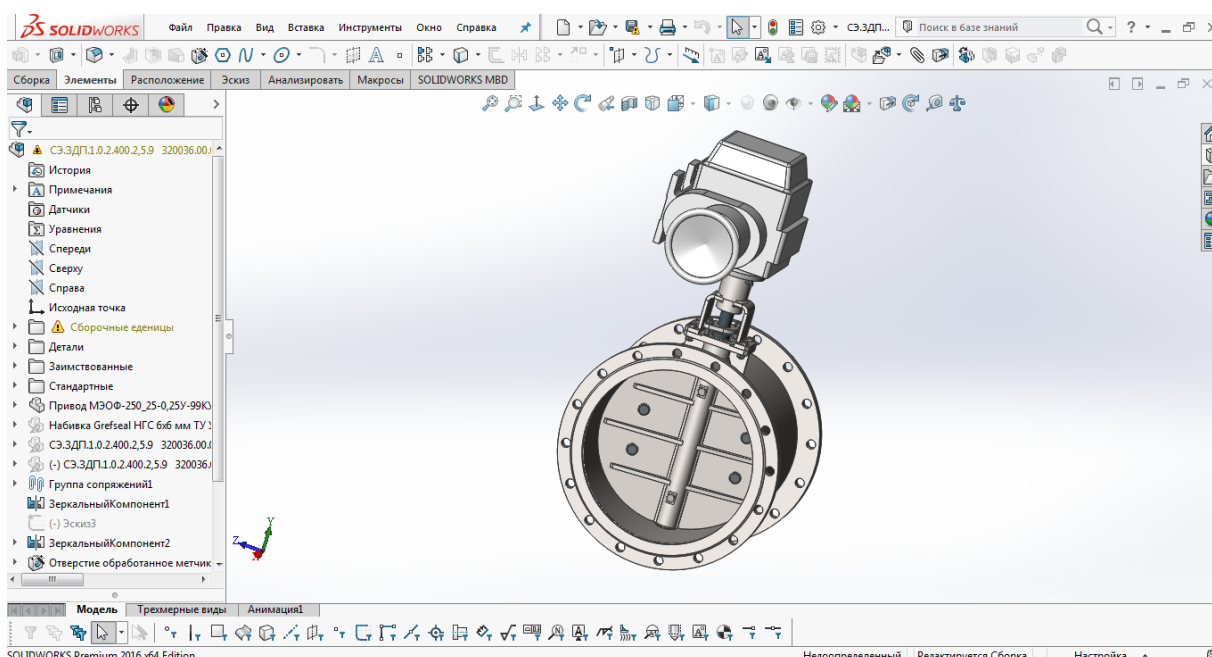 SOLIDWORKS Файл Правка Вид Вставка Инструменты Окно Справка СЭ.ЗДП... Поиск в базе знаний
Сборка Элементы Расположение Эскиз Анализировать Макросы SOLIDWORKS MBD
СЭ.ЗДП.1.0.2.400.2,5.9 320036.00.
История
Примечания
Датчики
Уравнения
Спереди
Сверху
Справа
Исходная точка
Сборочные еденицы
Детали
Заимствованные
Стандартные
Привод МЭОФ-250_25-0,25У-99К
Набивка Grefseal НГС 6х6 мм ТУ
СЭ.ЗДП.1.0.2.400.2,5.9 320036.00.
(-) СЭ.ЗДП.1.0.2.400.2,5.9 320036.
Группа сопряжений1
ЗеркальныйКомпонент1
(-) Эскиз3
ЗеркальныйКомпонент2
Отверстие обработанное метчик
Y
Z
X
Модель Трехмерные виды Анимация1
SOLIDWORKS Premium 2016 x64 Edition Недоопределенный Редактируется Сборка Настройка